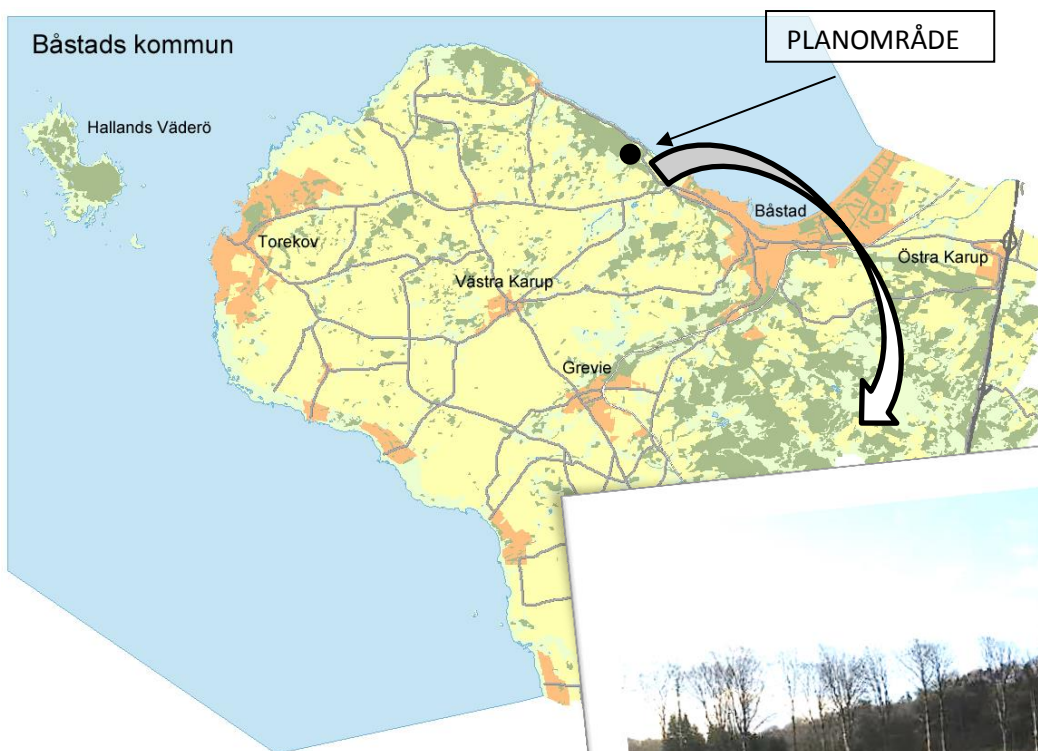 Båstads kommun
PLANOMRÅDE
Hallands Väderö
Båstad
Torekov
Östra Karup
Västra Karup
Grevie